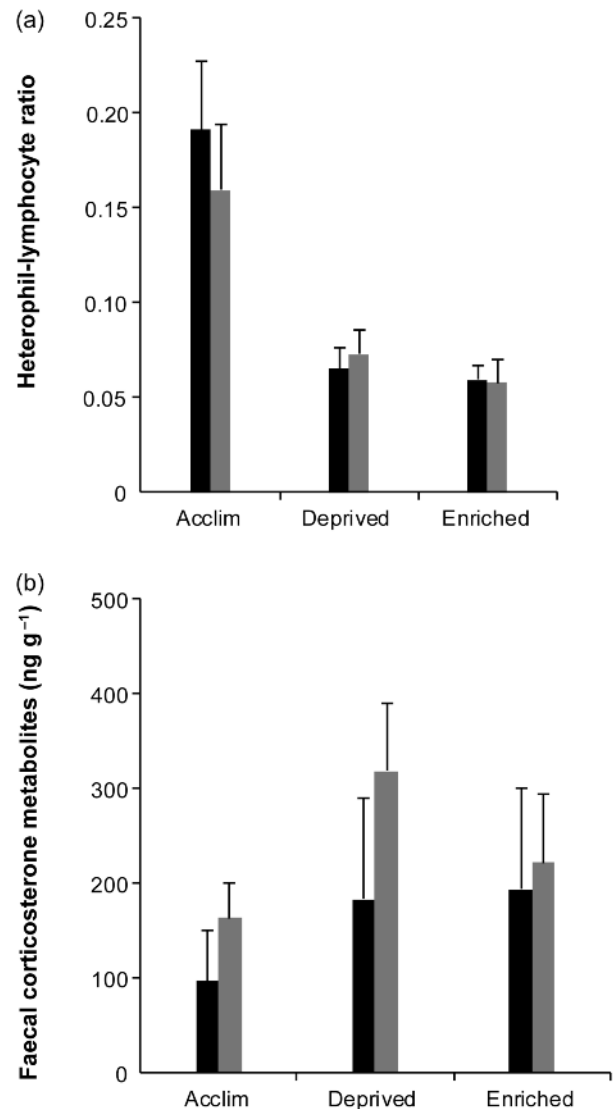 (a)
Heterophil-lymphocyte ratio
0.25
0.20
0.15
0.10
0.05
0
Acclim Deprived Enriched
(b)
Faecal corticosterone metabolites (ng g⁻¹)
500
400
300
200
100
0
Acclim Deprived Enriched